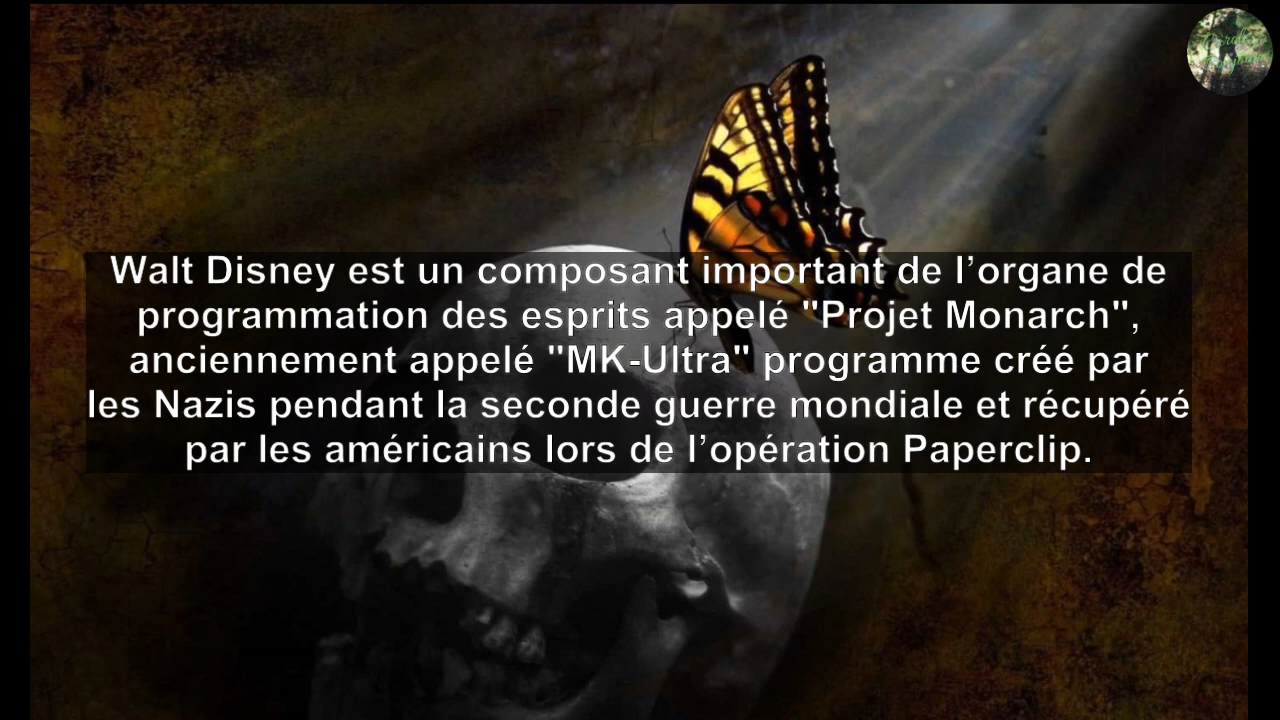 Walt Disney est un composant important de l’organe de
programmation des esprits appelé "Projet Monarch",
anciennement appelé "MK-Ultra" programme créé par
les Nazis pendant la seconde guerre mondiale et récupéré
par les américains lors de l’opération Paperclip.